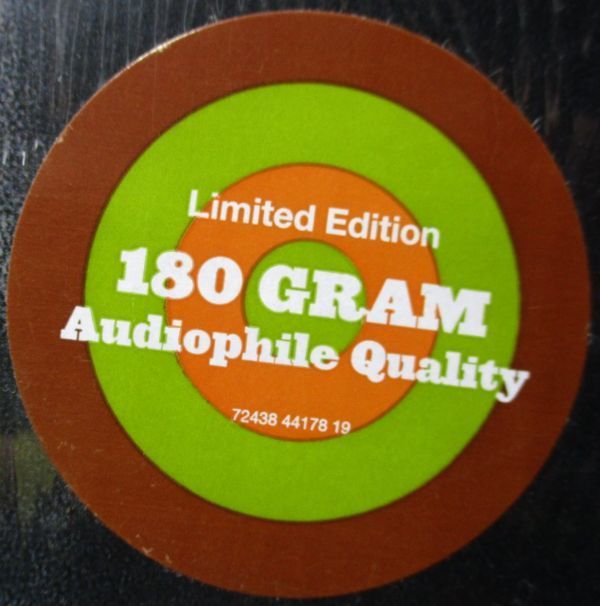 Limited Edition
180 GRAM
Audiophile Quality
72438 44178 19